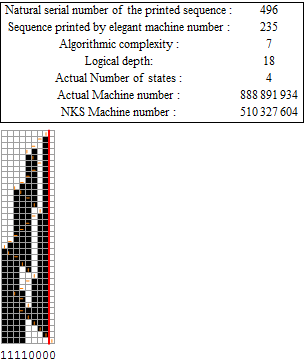 Natural serial number of the printed sequence : 496
Sequence printed by elegant machine number : 235
Algorithmic complexity : 7
Logical depth: 18
Actual Number of states : 4
Actual Machine number : 888 891 934
NKS Machine number : 510 327 604
11110000